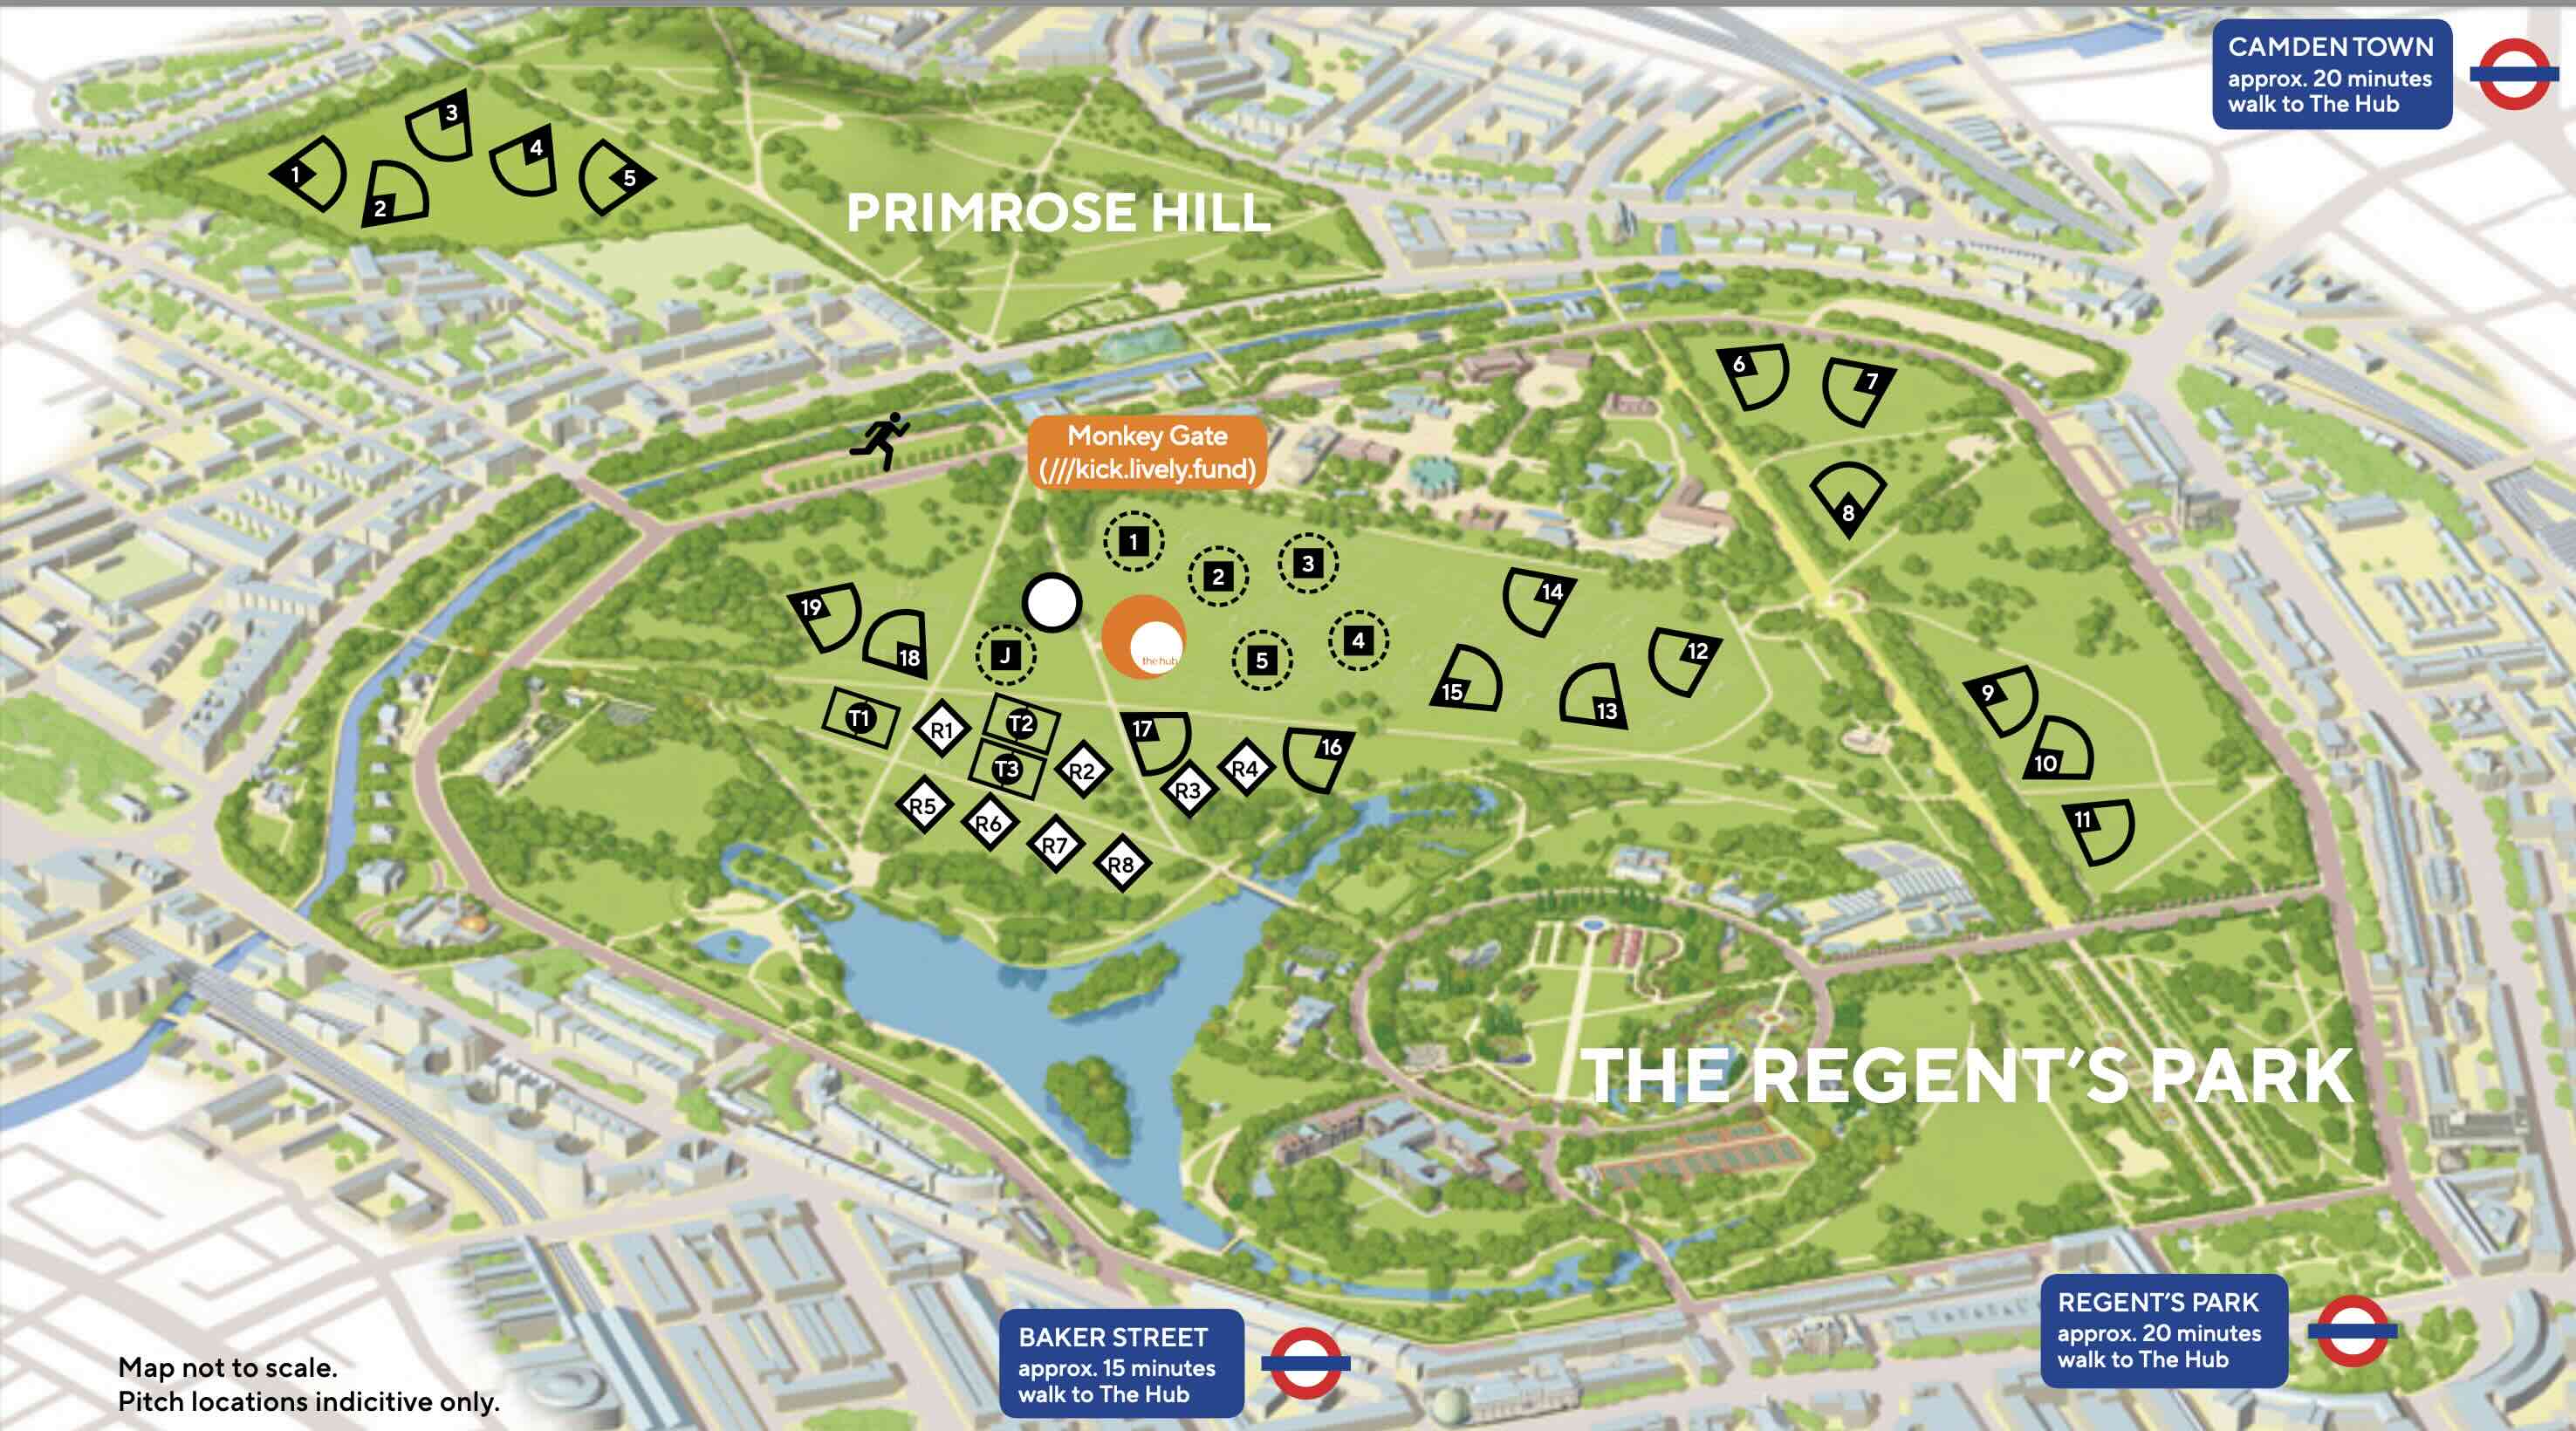 CAMDEN TOWN
approx. 20 minutes
walk to The Hub
3
4
1
5
2
PRIMROSE HILL
6
7
Monkey Gate
(///kick.lively.fund)
8
1
2
3
14
19
J
the hub
5
4
12
18
15
13
9
T1
R1
T2
17
16
10
T3
R2
R3
R4
R5
R6
11
R7
R8
THE REGENT'S PARK
REGENT'S PARK
approx. 20 minutes
walk to The Hub
BAKER STREET
approx. 15 minutes
walk to The Hub
Map not to scale.
Pitch locations indicitive only.